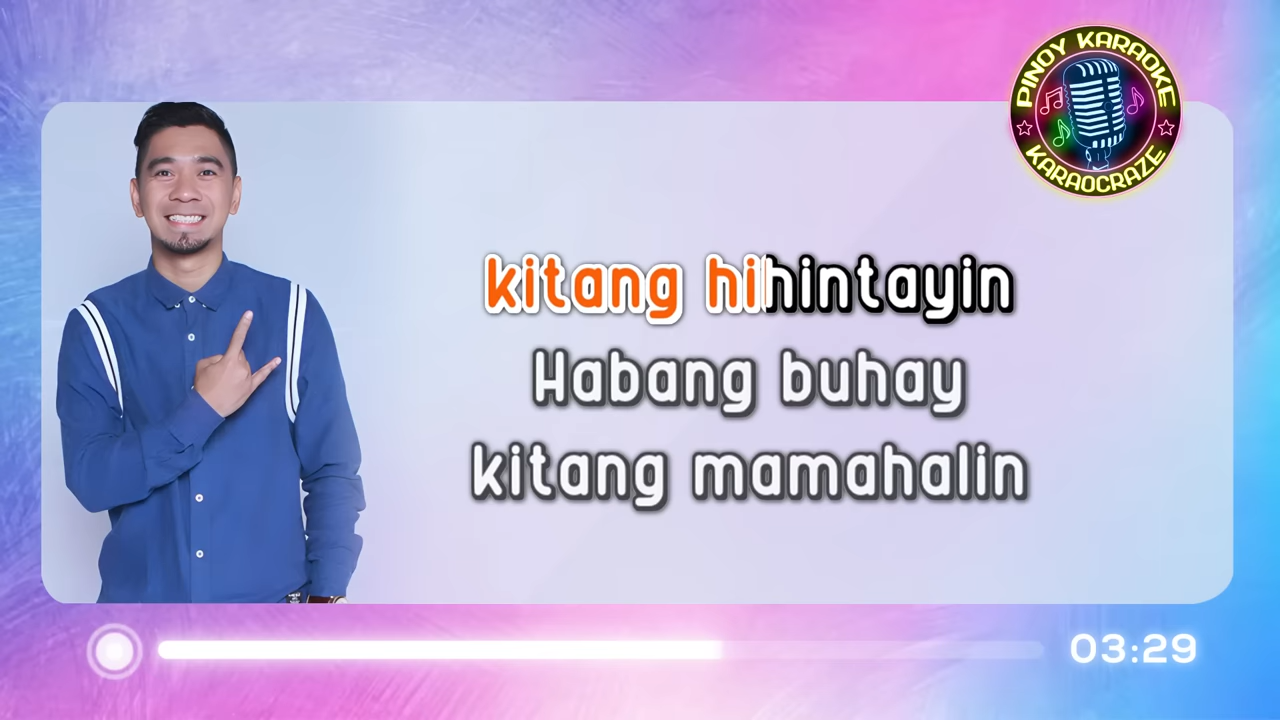 PINOY KARAOKE
KARAOCRAZE
kitang hihintayin
Habang buhay
kitang mamahalin
03:29